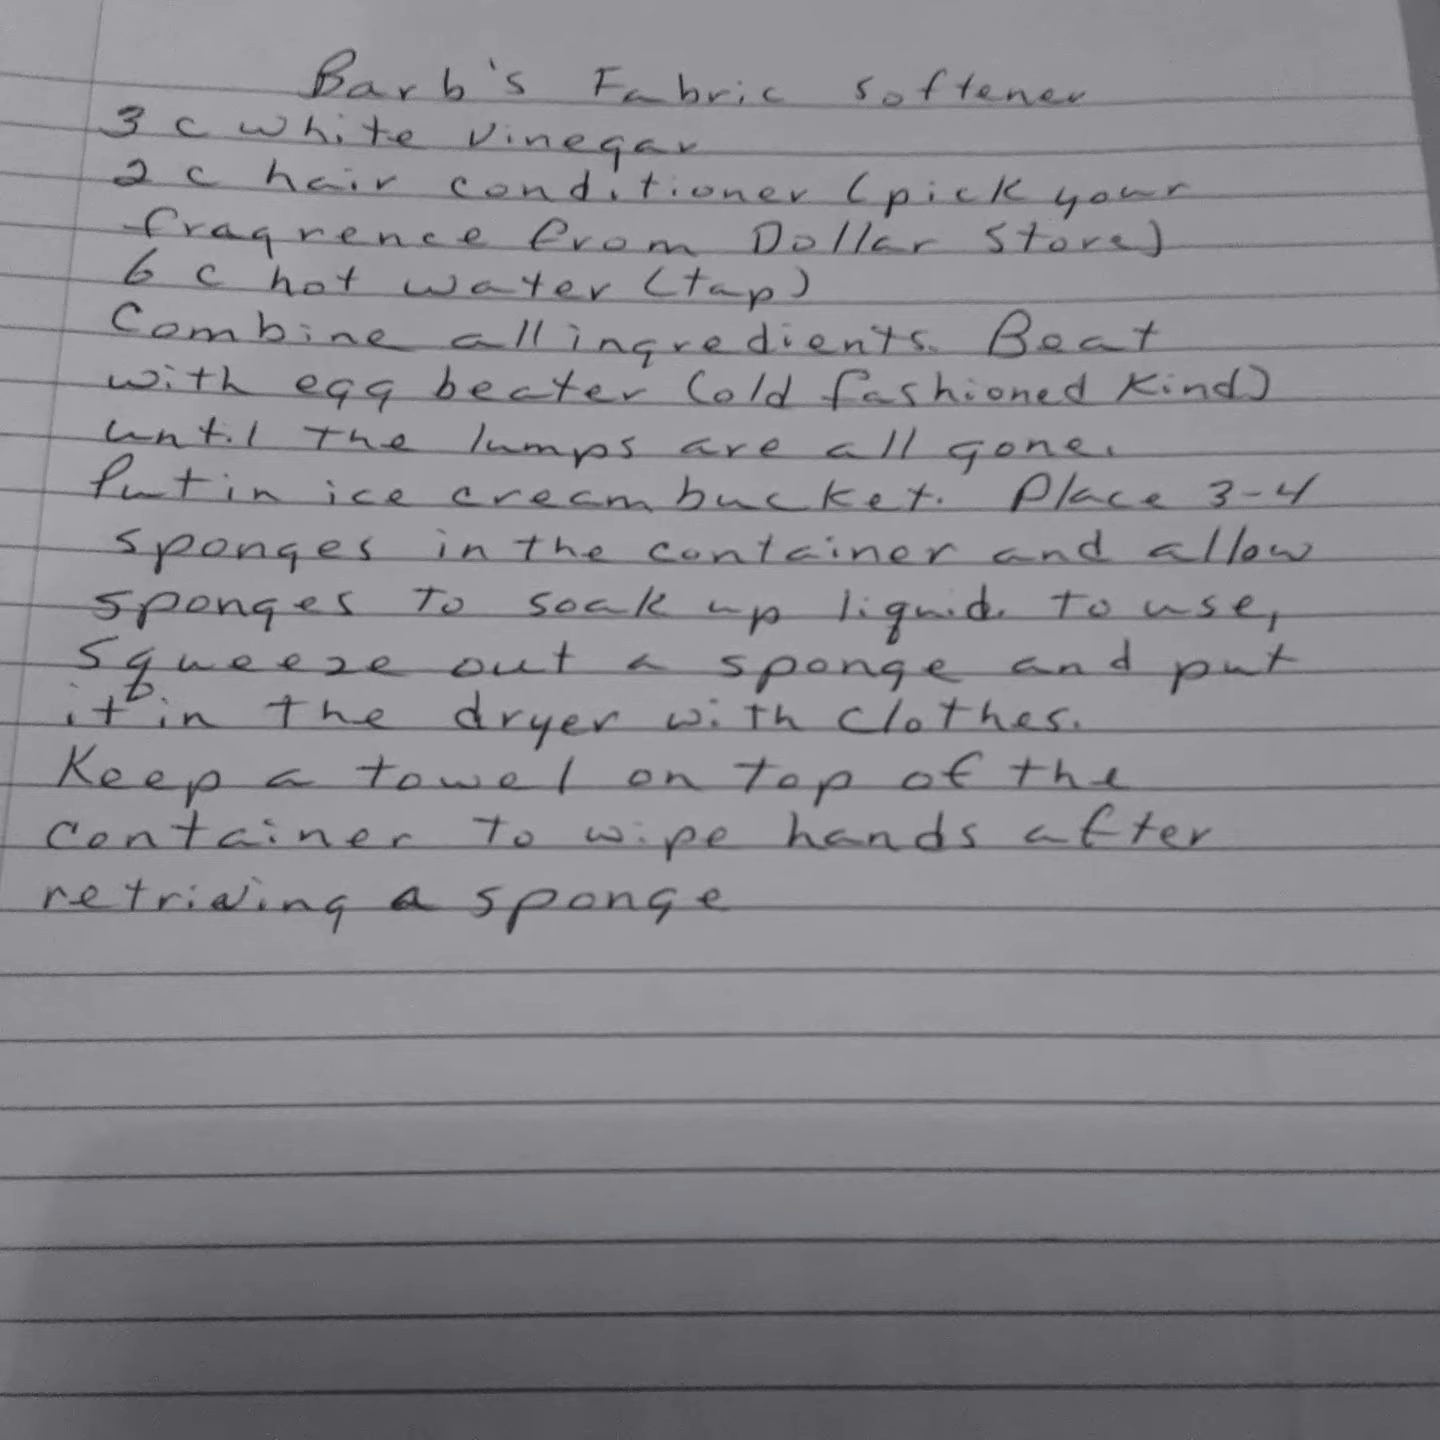 Barb's Fabric Softener
3 c white vinegar
2 c hair conditioner (pick your
fragrence from Dollar Store)
6 c hot water (tap)
Combine all ingredients. Beat
with egg beater (old fashioned kind)
until the lumps are all gone.
Put in ice cream bucket. Place 3-4
sponges in the container and allow
sponges to soak up liquid. To use,
squeeze out a sponge and put
it in the dryer with clothes.
Keep a towel on top of the
container to wipe hands after
retriving a sponge